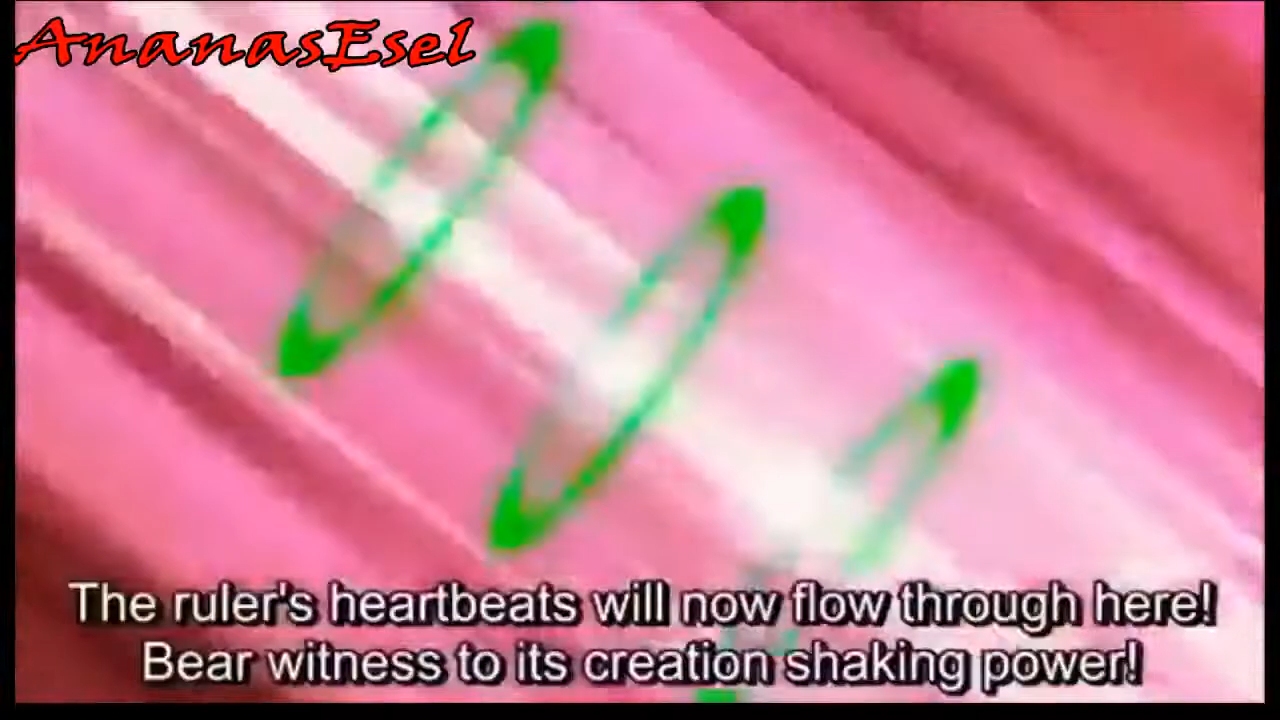 AnanasEsel
The ruler's heartbeats will now flow through here!
Bear witness to its creation shaking power!